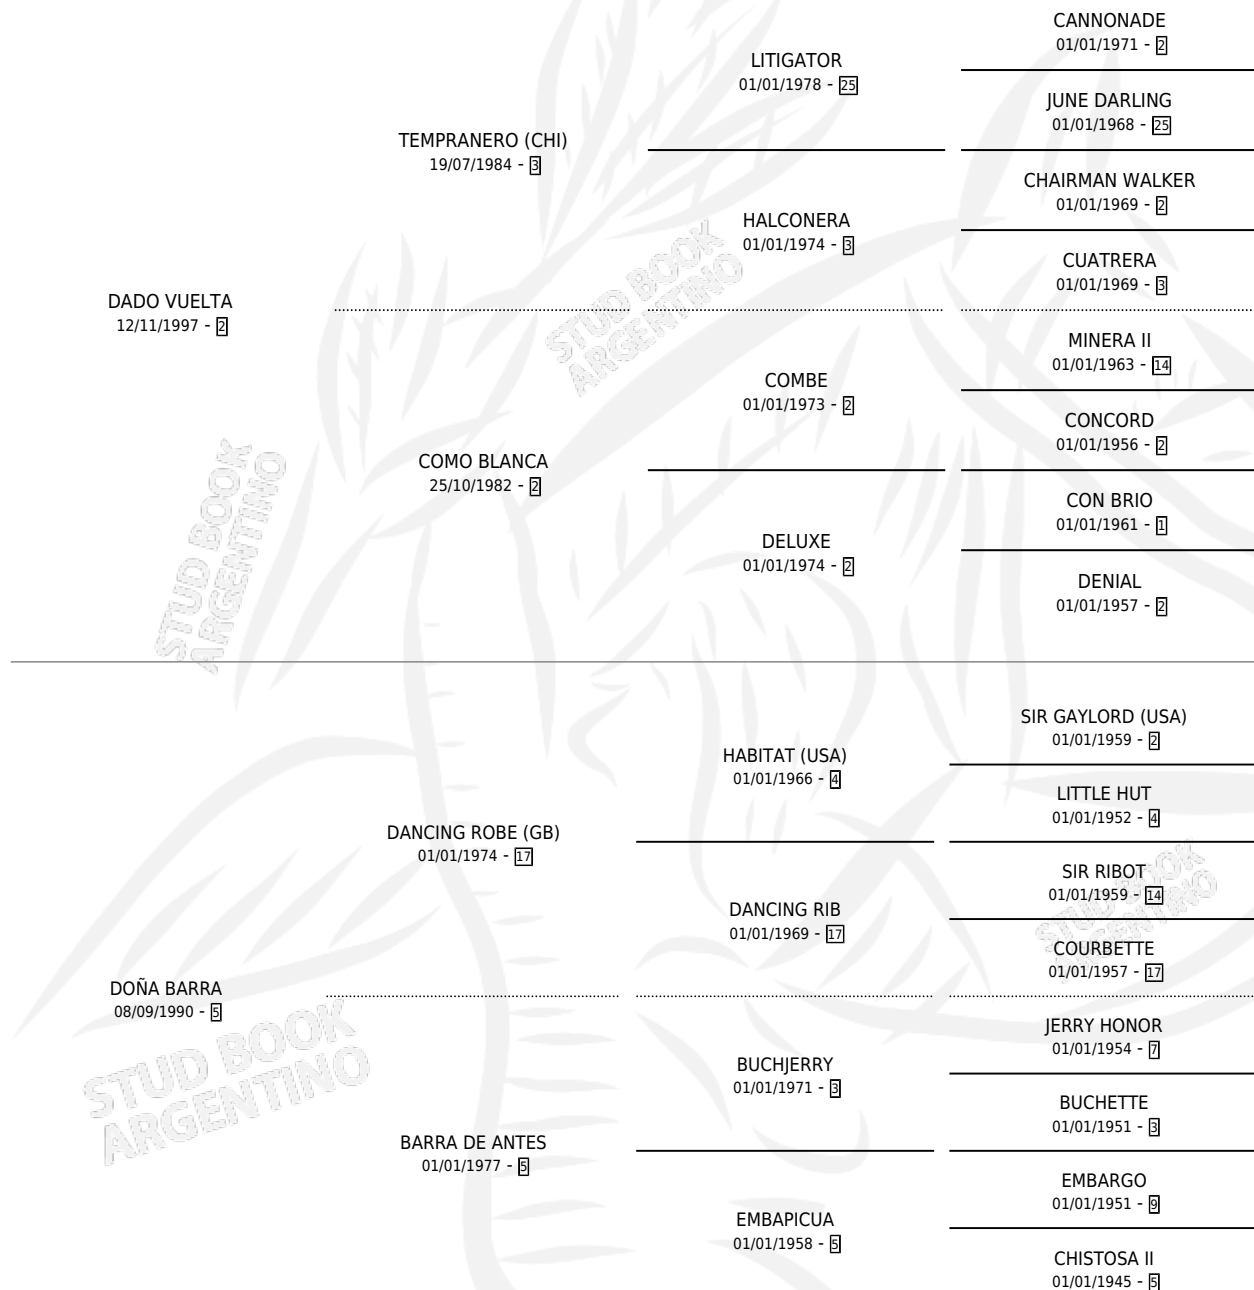 CANNONADE
01/01/1971 - 2
LITIGATOR
01/01/1978 - 25
JUNE DARLING
01/01/1968 - 25
TEMPRANERO (CHI)
19/07/1984 - 3
CHAIRMAN WALKER
01/01/1969 - 2
HALCONERA
01/01/1974 - 3
CUATRERA
01/01/1969 - 3
DADO VUELTA
12/11/1997 - 2
MINERA II
01/01/1963 - 14
COMBE
01/01/1973 - 2
CONCORD
01/01/1956 - 2
COMO BLANCA
25/10/1982 - 2
CON BRIO
01/01/1961 - 1
DELUXE
01/01/1974 - 2
DENIAL
01/01/1957 - 2
SIR GAYLORD (USA)
01/01/1959 - 2
HABITAT (USA)
01/01/1966 - 4
LITTLE HUT
01/01/1952 - 4
DANCING ROBE (GB)
01/01/1974 - 17
SIR RIBOT
01/01/1959 - 14
DANCING RIB
01/01/1969 - 17
COURBETTE
01/01/1957 - 17
DOÑA BARRA
08/09/1990 - 5
JERRY HONOR
01/01/1954 - 7
BUCHJERRY
01/01/1971 - 3
BUCHETTE
01/01/1951 - 3
BARRA DE ANTES
01/01/1977 - 5
EMBARGO
01/01/1951 - 9
EMBAPICUA
01/01/1958 - 5
CHISTOSA II
01/01/1945 - 5
STUD BOOK
ARGENTINO
STUD BOOK
ARGENTINO
STUD BOOK
ARGENTINO
STUD BOOK
ARGENTINO